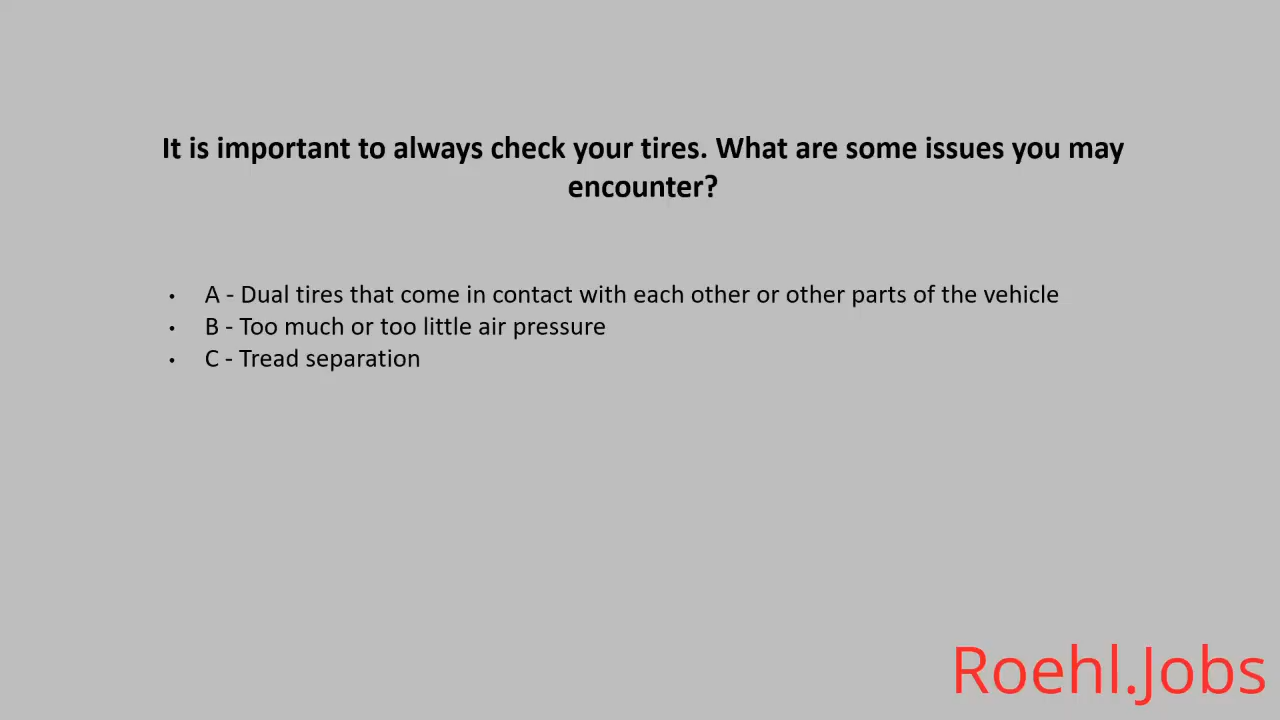 It is important to always check your tires. What are some issues you may
encounter?
• A - Dual tires that come in contact with each other or other parts of the vehicle
• B - Too much or too little air pressure
• C - Tread separation
Roehl.Jobs